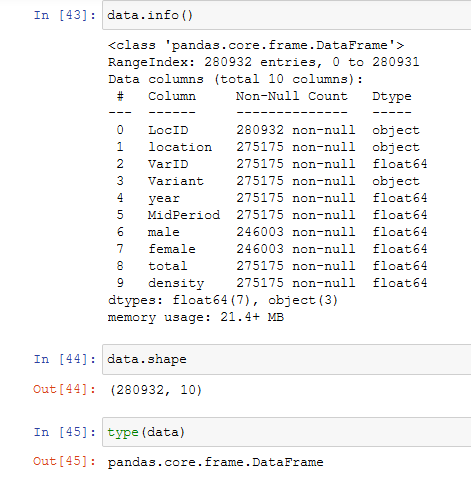 In [43]: data.info()
<class 'pandas.core.frame.DataFrame'>
RangeIndex: 280932 entries, 0 to 280931
Data columns (total 10 columns):
 #   Column     Non-Null Count   Dtype
---  ------     --------------   -----
 0   LocID      280932 non-null  object
 1   location   275175 non-null  object
 2   VarID      275175 non-null  float64
 3   Variant    275175 non-null  object
 4   year       275175 non-null  float64
 5   MidPeriod  275175 non-null  float64
 6   male       246003 non-null  float64
 7   female     246003 non-null  float64
 8   total      275175 non-null  float64
 9   density    275175 non-null  float64
dtypes: float64(7), object(3)
memory usage: 21.4+ MB
In [44]: data.shape
Out[44]: (280932, 10)
In [45]: type(data)
Out[45]: pandas.core.frame.DataFrame